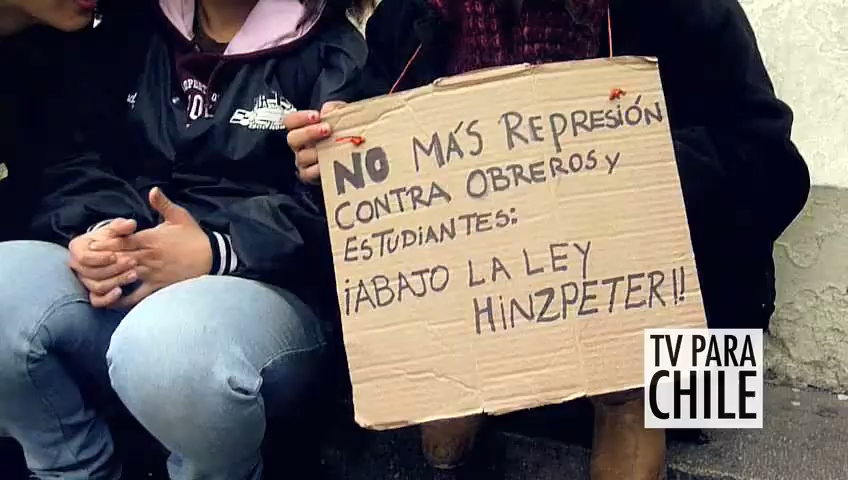 NO MÁS REPRESIÓN
CONTRA OBREROS y
ESTUDIANTES:
¡ABAJO LA LEY
HINZPETER!!
TV PARA
CHILE